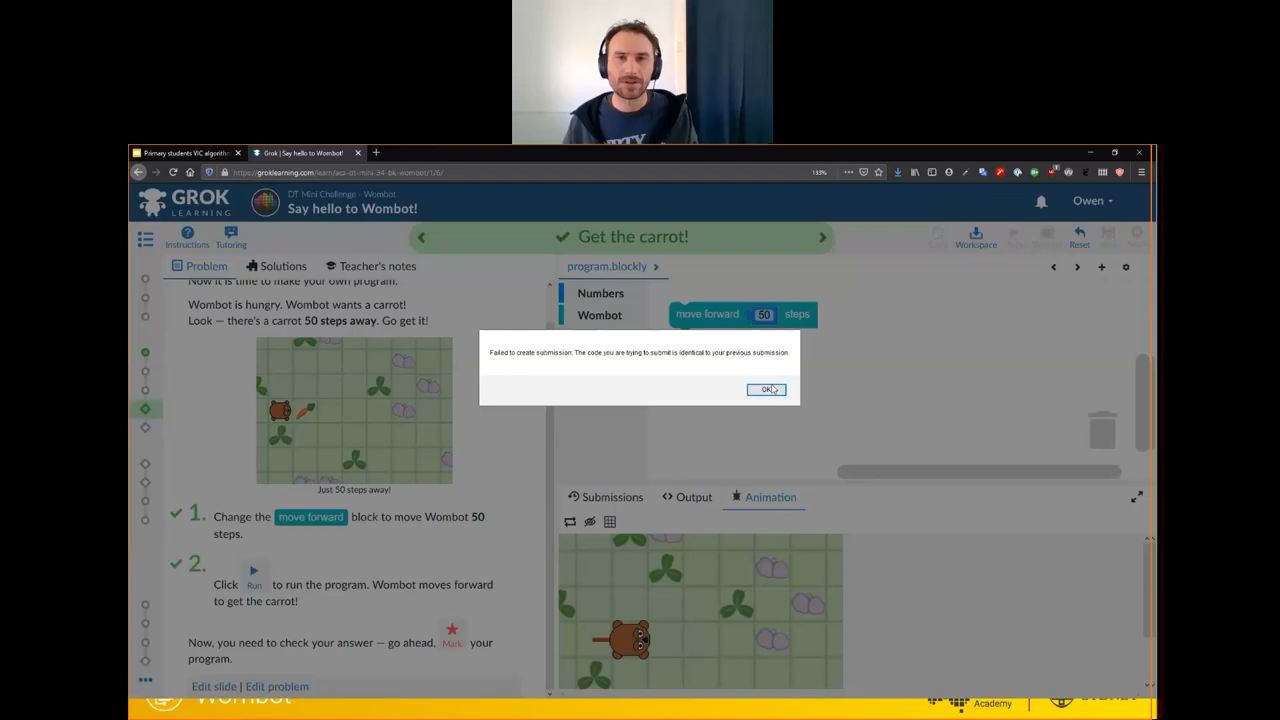 Primary students VIC algorithm
Grok | Say hello to Wombot!
https://groklearning.com/learn/aca-dt-mini-34-bk-wombot/1/6/
133%
GROK
LEARNING
DT Mini Challenge - Wombot
Say hello to Wombot!
Owen
Instructions
Tutoring
Get the carrot!
Workspace
Reset
Problem
Solutions
Teacher's notes
program.blockly
Now it is time to make your own program.
Wombot is hungry. Wombot wants a carrot!
Look — there's a carrot 50 steps away. Go get it!
Numbers
Wombot
move forward 50 steps
Failed to create submission: The code you are trying to submit is identical to your previous submission.
OK
Just 50 steps away!
1. Change the move forward block to move Wombot 50
steps.
2.
Click Run to run the program. Wombot moves forward
to get the carrot!
Now, you need to check your answer — go ahead, Mark your
program.
Edit slide | Edit problem
Submissions
Output
Animation
Wombot
Academy